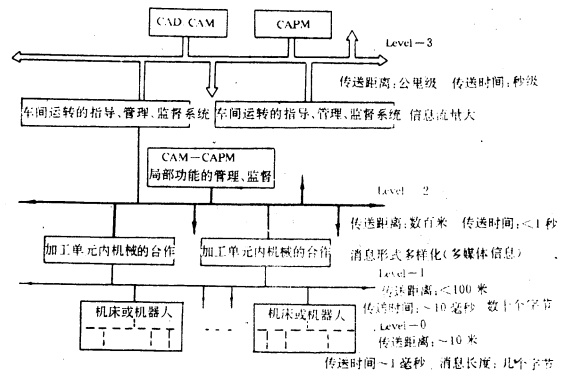 CAD CAM
CAPM
Level-3
传送距离:公里级 传送时间:秒级
车间运转的指导、管理、监督系统
车间运转的指导、管理、监督系统
信息流量大
CAM-CAPM
局部功能的管理、监督
Level-2
传送距离:数百米 传送时间:<1秒
加工单元内机械的合作
加工单元内机械的合作
消息形式多样化(多媒体信息)
Level-1
传送距离:<100米
机床或机器人
机床或机器人
传送时间:~10毫秒 数十个字节
Level-0
传送距离:~10米
传送时间~1毫秒 消息长度:几个字节